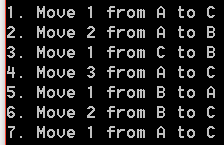 1. Move 1 from A to C
2. Move 2 from A to B
3. Move 1 from C to B
4. Move 3 from A to C
5. Move 1 from B to A
6. Move 2 from B to C
7. Move 1 from A to C